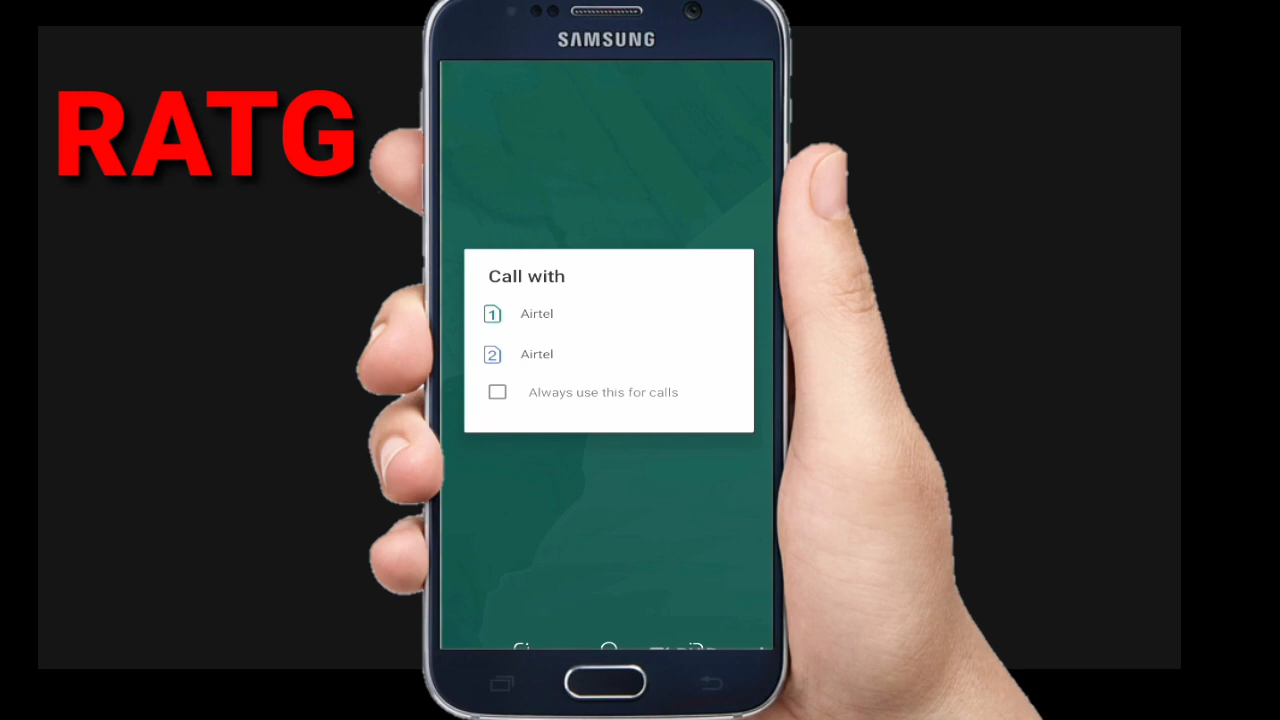 SAMSUNG
RATG
Call with
1 Airtel
2 Airtel
Always use this for calls